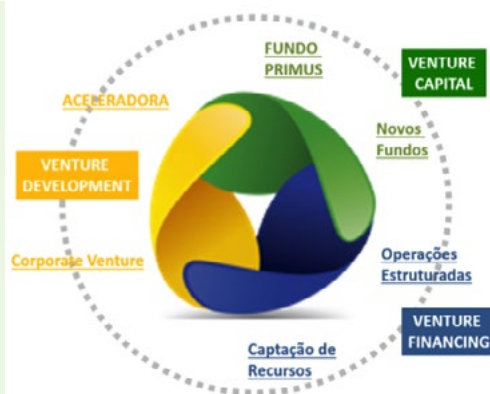 FUNDO
PRIMUS
VENTURE
CAPITAL
ACELERADORA
Novos
Fundos
VENTURE
DEVELOPMENT
Corporate Venture
Operações
Estruturadas
VENTURE
FINANCING
Captação de
Recursos